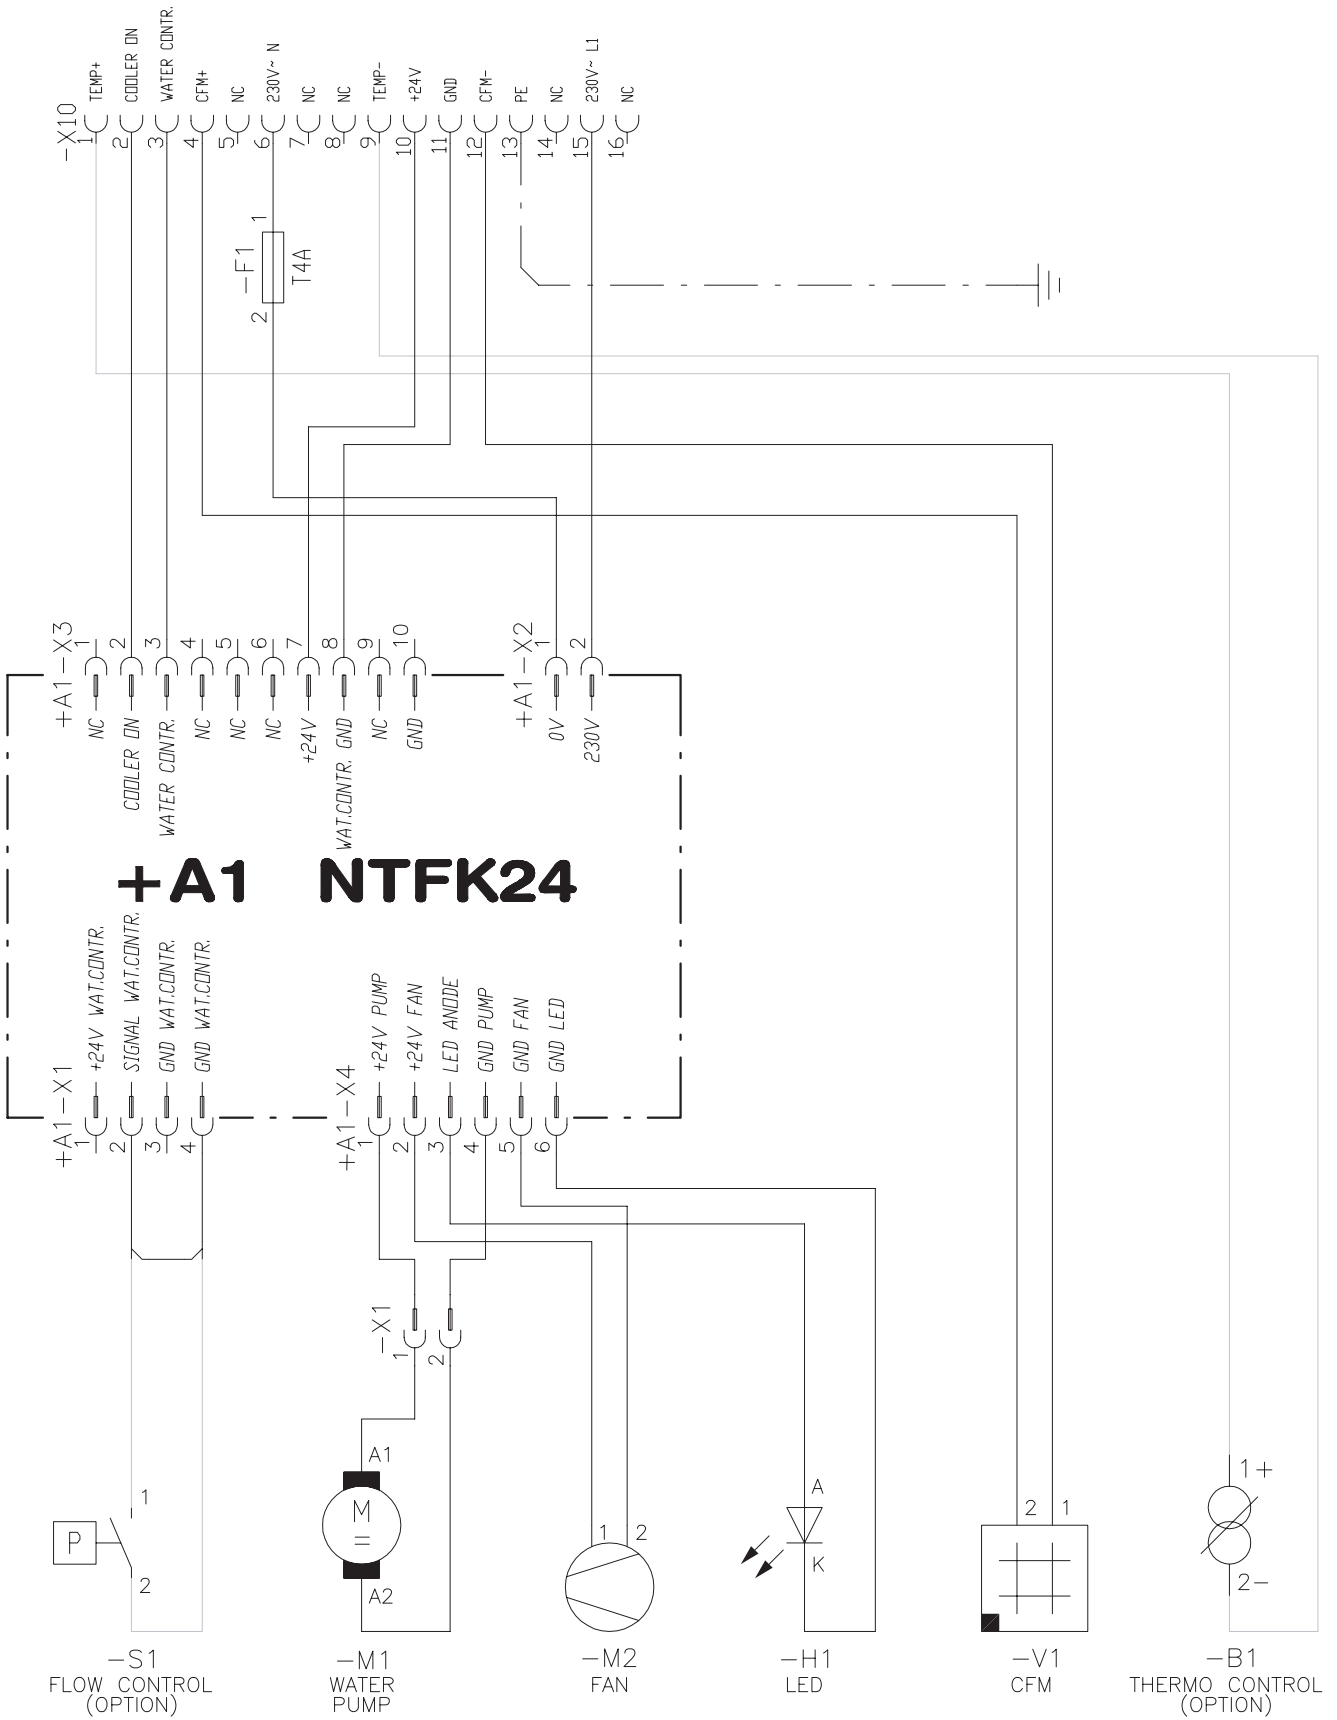 -X10
1 TEMP+
2 COOLER ON
3 WATER CONTR.
4 CFM+
5 NC
6 230V~ N
7 NC
8 NC
9 TEMP-
10 +24V
11 GND
12 CFM-
13 PE
14 NC
15 230V~ L1
16 NC
-F1
1
2
T4A
+A1-X3
1 NC
2 COOLER ON
3 WATER CONTR.
4 NC
5 NC
6 NC
7 +24V
8 WAT.CONTR. GND
9 NC
10 GND
+A1-X2
1 0V
2 230V
+A1 NTFK24
+A1-X1
1 +24V WAT.CONTR.
2 SIGNAL WAT.CONTR.
3 GND WAT.CONTR.
4 GND WAT.CONTR.
+A1-X4
1 +24V PUMP
2 +24V FAN
3 LED ANODE
4 GND PUMP
5 GND FAN
6 GND LED
-X1
1
2
P
1
2
A1
M
=
A2
1 2
A
K
2 1
1+
2-
-S1
FLOW CONTROL
(OPTION)
-M1
WATER
PUMP
-M2
FAN
-H1
LED
-V1
CFM
-B1
THERMO CONTROL
(OPTION)